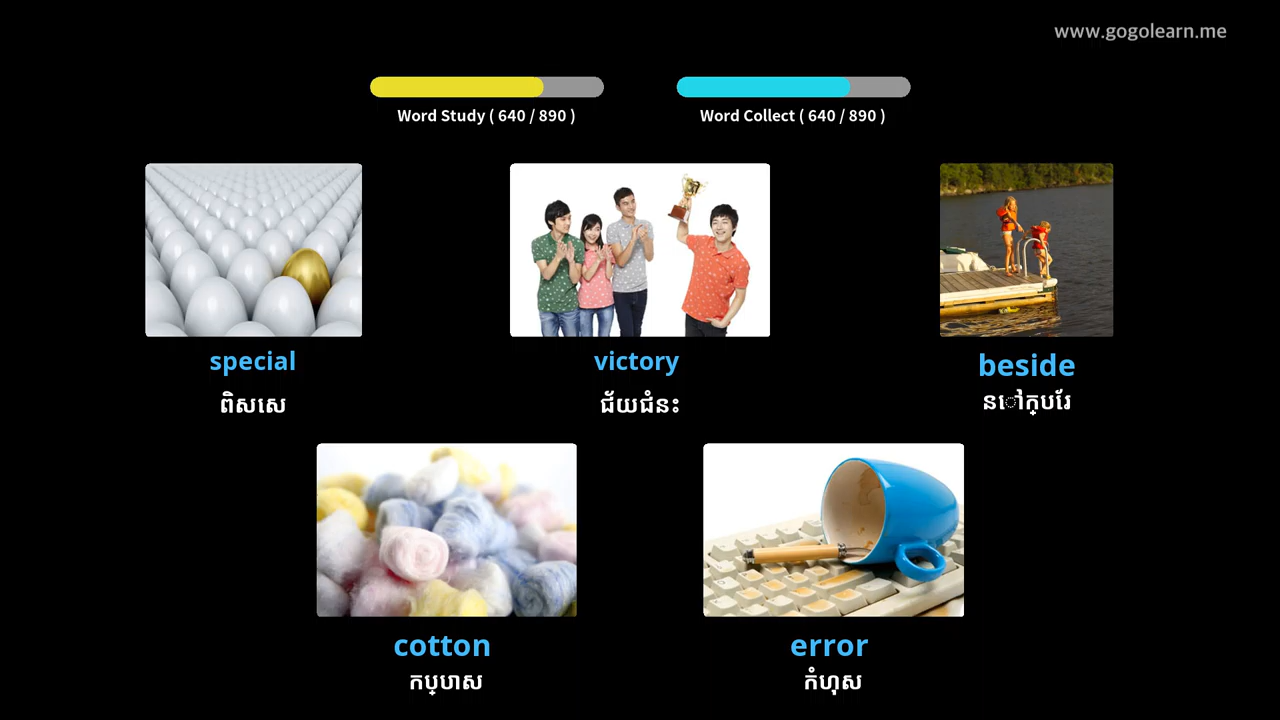 www.gogolearn.me
Word Study ( 640 / 890 )
Word Collect ( 640 / 890 )
special
ពិសសេ
victory
ជ័យជំនះ
beside
នៅក្បរែ
cotton
កប្បាស
error
កំហុស